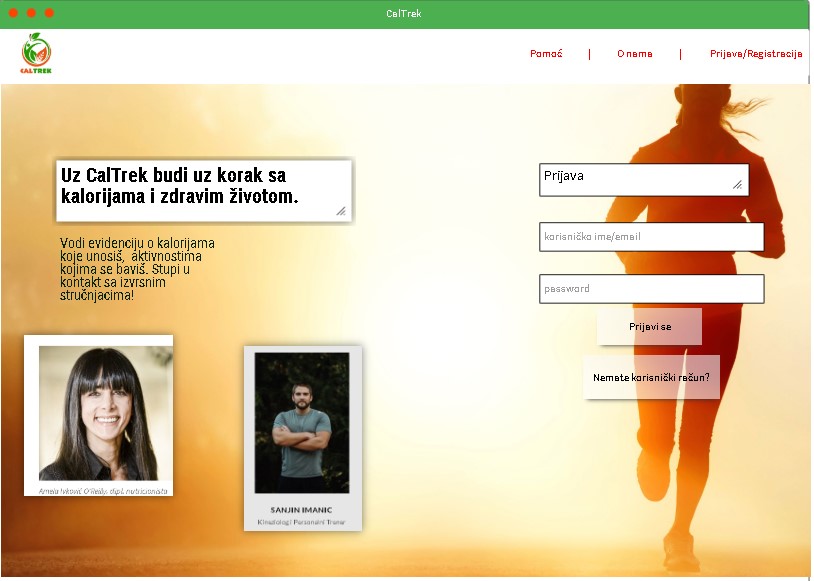 CalTrek
CALTREK
Pomoć | O nama | Prijava/Registracija
Uz CalTrek budi uz korak sa
kalorijama i zdravim životom.
Prijava
Vodi evidenciju o kalorijama
koje unosiš, aktivnostima
kojima se baviš. Stupi u
kontakt sa izvrsnim
stručnjacima!
korisničko ime/email
password
Prijavi se
Nemate korisnički račun?
Amela Ivković O'Reilly, dipl. nutricionista
SANJIN IMANIC
Kineziolog/ Personalni Trener